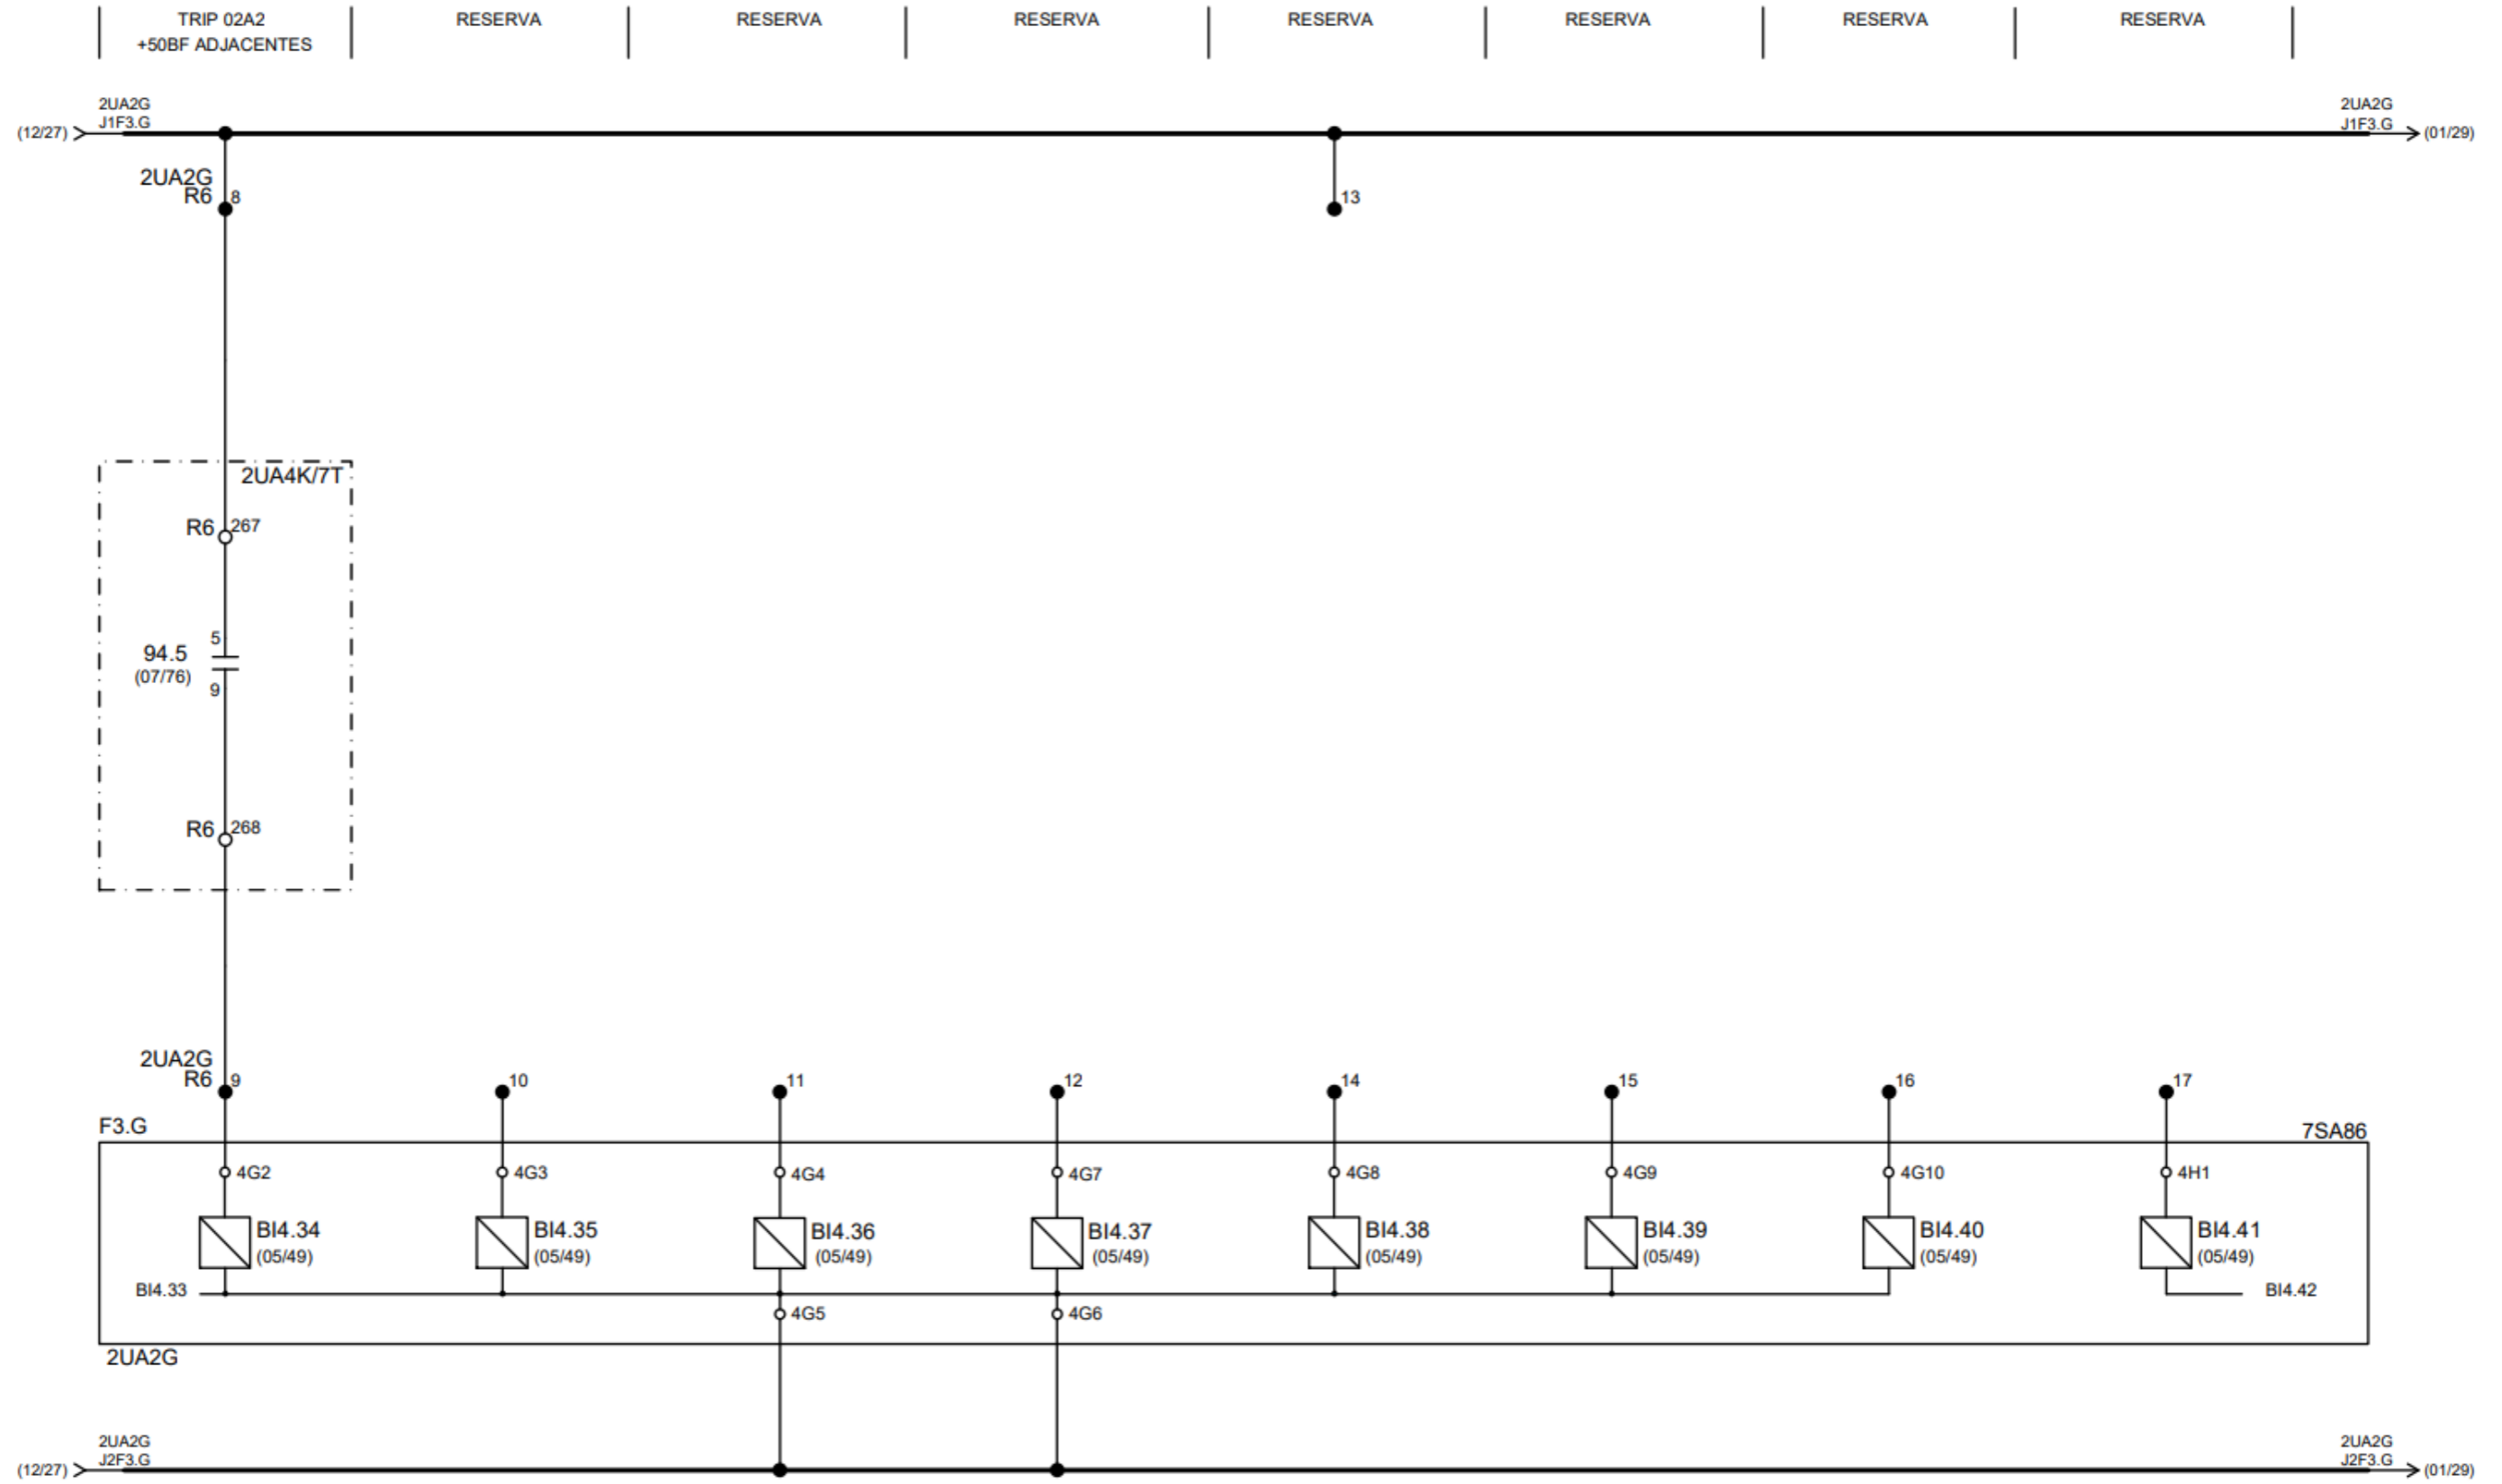 TRIP 02A2
+50BF ADJACENTES
RESERVA
RESERVA
RESERVA
RESERVA
RESERVA
RESERVA
RESERVA
2UA2G
J1F3.G
(12/27)
2UA2G
J1F3.G
(01/29)
2UA2G
R6 8
13
2UA4K/7T
R6 267
5
94.5
(07/76)
9
R6 268
2UA2G
R6 9
10
11
12
14
15
16
17
F3.G
7SA86
4G2
4G3
4G4
4G7
4G8
4G9
4G10
4H1
BI4.34
(05/49)
BI4.35
(05/49)
BI4.36
(05/49)
BI4.37
(05/49)
BI4.38
(05/49)
BI4.39
(05/49)
BI4.40
(05/49)
BI4.41
(05/49)
BI4.33
BI4.42
4G5
4G6
2UA2G
2UA2G
J2F3.G
(12/27)
2UA2G
J2F3.G
(01/29)